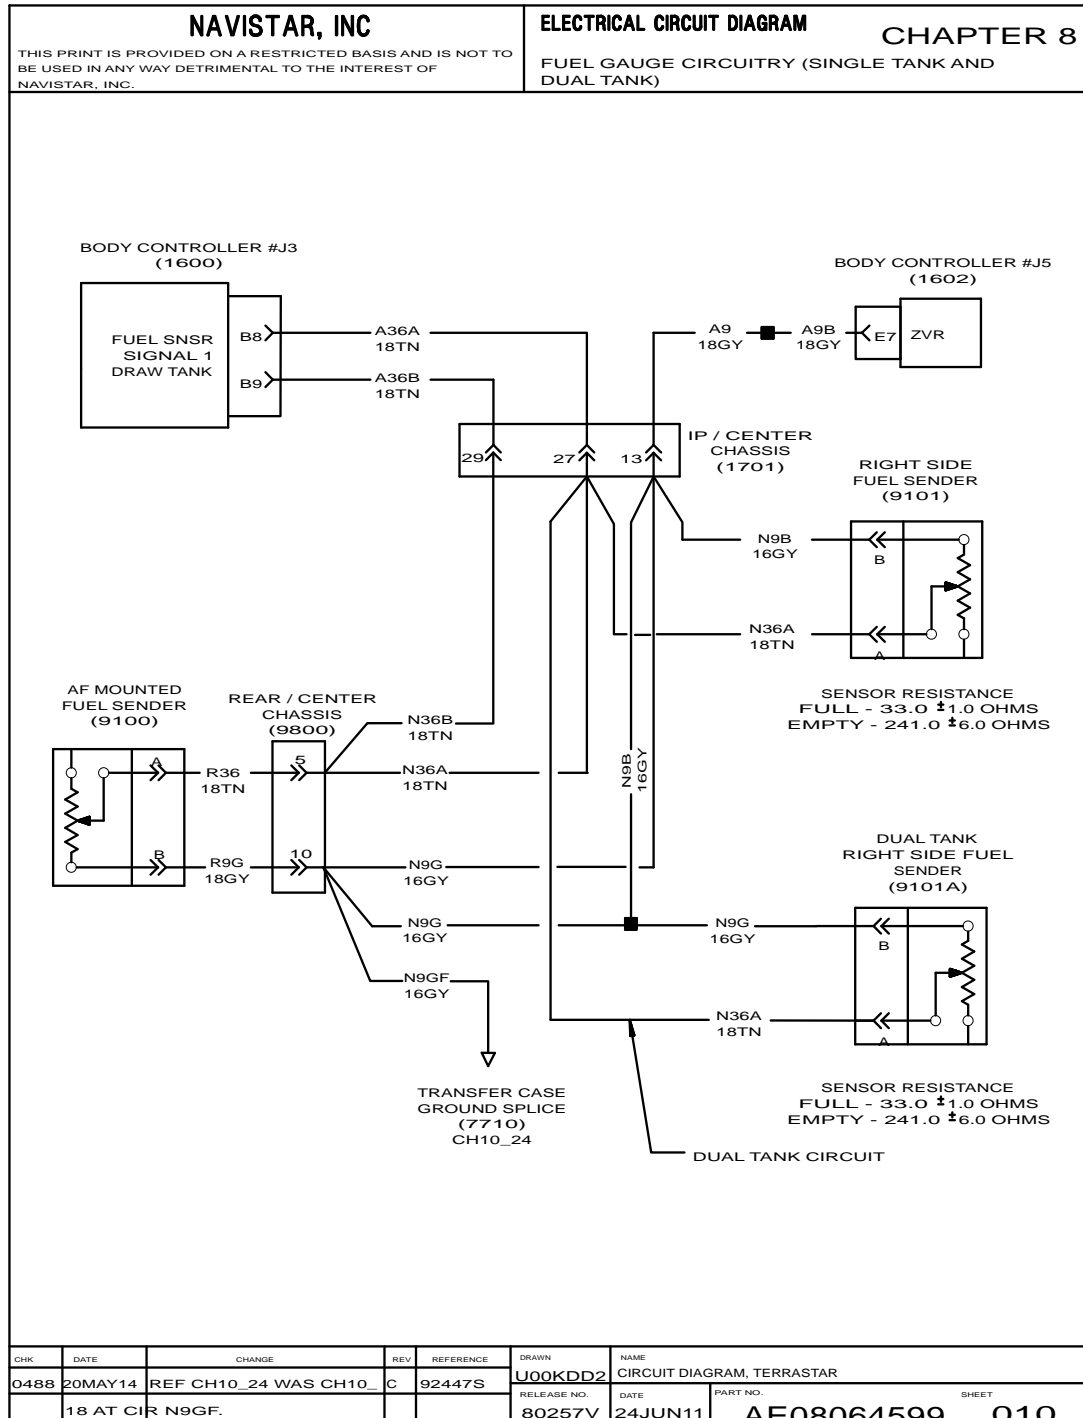 NAVISTAR, INC
THIS PRINT IS PROVIDED ON A RESTRICTED BASIS AND IS NOT TO
BE USED IN ANY WAY DETRIMENTAL TO THE INTEREST OF
NAVISTAR, INC.
ELECTRICAL CIRCUIT DIAGRAM
CHAPTER 8
FUEL GAUGE CIRCUITRY (SINGLE TANK AND
DUAL TANK)
BODY CONTROLLER #J3
(1600)
FUEL SNSR
SIGNAL 1
DRAW TANK
B8
B9
A36A
18TN
A36B
18TN
BODY CONTROLLER #J5
(1602)
A9
18GY
A9B
18GY
E7
ZVR
29
27
13
IP / CENTER
CHASSIS
(1701)
RIGHT SIDE
FUEL SENDER
(9101)
N9B
16GY
B
N36A
18TN
A
SENSOR RESISTANCE
FULL - 33.0 ±1.0 OHMS
EMPTY - 241.0 ±6.0 OHMS
AF MOUNTED
FUEL SENDER
(9100)
REAR / CENTER
CHASSIS
(9800)
N36B
18TN
A
R36
18TN
5
N36A
18TN
N9B
16GY
B
R9G
18GY
10
N9G
16GY
N9G
16GY
N9GF
16GY
DUAL TANK
RIGHT SIDE FUEL
SENDER
(9101A)
N9G
16GY
B
N36A
18TN
A
SENSOR RESISTANCE
FULL - 33.0 ±1.0 OHMS
EMPTY - 241.0 ±6.0 OHMS
TRANSFER CASE
GROUND SPLICE
(7710)
CH10_24
DUAL TANK CIRCUIT
CHK DATE CHANGE REV REFERENCE
0488 20MAY14 REF CH10_24 WAS CH10_ C 92447S
18 AT CIR N9GF.
DRAWN
U00KDD2
NAME
CIRCUIT DIAGRAM, TERRASTAR
RELEASE NO.
80257V
DATE
24JUN11
PART NO.
AE08064599
SHEET
010